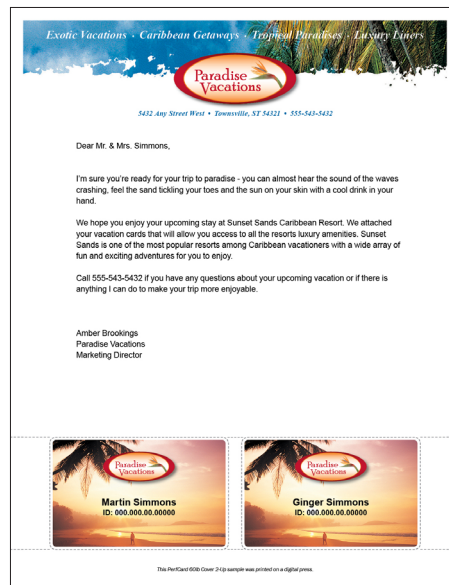 Exotic Vacations • Caribbean Getaways • Tropical Paradises • Luxury Liners
Paradise
Vacations
5432 Any Street West • Townsville, ST 54321 • 555-543-5432
Dear Mr. & Mrs. Simmons,
I'm sure you're ready for your trip to paradise - you can almost hear the sound of the waves
crashing, feel the sand tickling your toes and the sun on your skin with a cool drink in your
hand.
We hope you enjoy your upcoming stay at Sunset Sands Caribbean Resort. We attached
your vacation cards that will allow you access to all the resorts luxury amenities. Sunset
Sands is one of the most popular resorts among Caribbean vacationers with a wide array of
fun and exciting adventures for you to enjoy.
Call 555-543-5432 if you have any questions about your upcoming vacation or if there is
anything I can do to make your trip more enjoyable.
Amber Brookings
Paradise Vacations
Marketing Director
Paradise
Vacations
Martin Simmons
ID: 000.000.00.00000
Paradise
Vacations
Ginger Simmons
ID: 000.000.00.00000
This PerfCard 60lb Cover 2-Up sample was printed on a digital press.